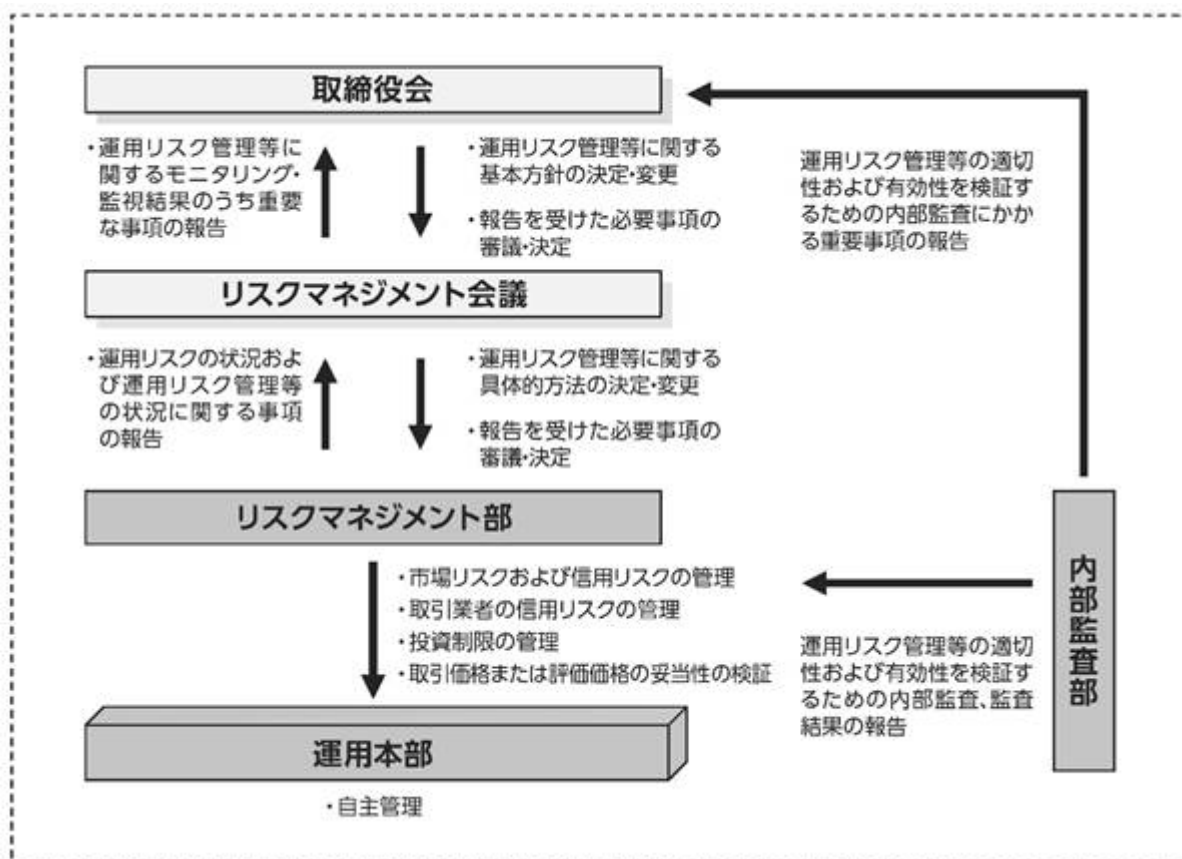 取締役会
・運用リスク管理等に
関するモニタリング・
監視結果のうち重要
な事項の報告
・運用リスク管理等に関する
基本方針の決定・変更
・報告を受けた必要事項の
審議・決定
運用リスク管理等の適切
性および有効性を検証す
るための内部監査にかか
る重要事項の報告
リスクマネジメント会議
・運用リスクの状況およ
び運用リスク管理等
の状況に関する事項
の報告
・運用リスク管理等に関する
具体的方法の決定・変更
・報告を受けた必要事項の
審議・決定
リスクマネジメント部
・市場リスクおよび信用リスクの管理
・取引業者の信用リスクの管理
・投資制限の管理
・取引価格または評価価格の妥当性の検証
運用リスク管理等の適切
性および有効性を検証す
るための内部監査、監査
結果の報告
内部監査部
運用本部
・自主管理